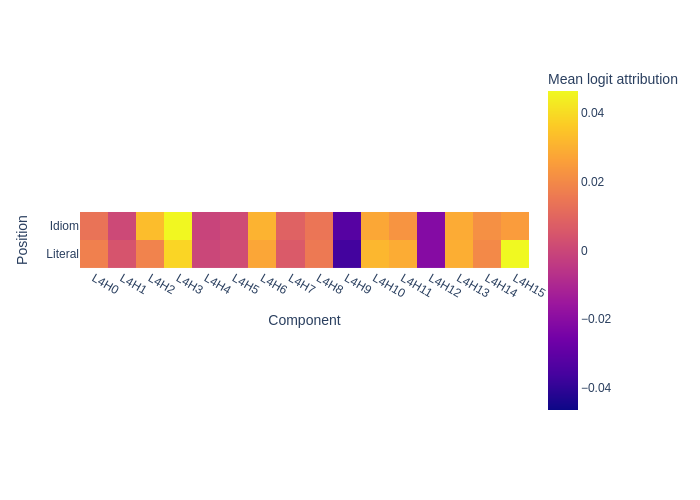 Mean logit attribution
0.04
0.02
0
−0.02
−0.04
Position
Idiom
Literal
L4H0
L4H1
L4H2
L4H3
L4H4
L4H5
L4H6
L4H7
L4H8
L4H9
L4H10
L4H11
L4H12
L4H13
L4H14
L4H15
Component